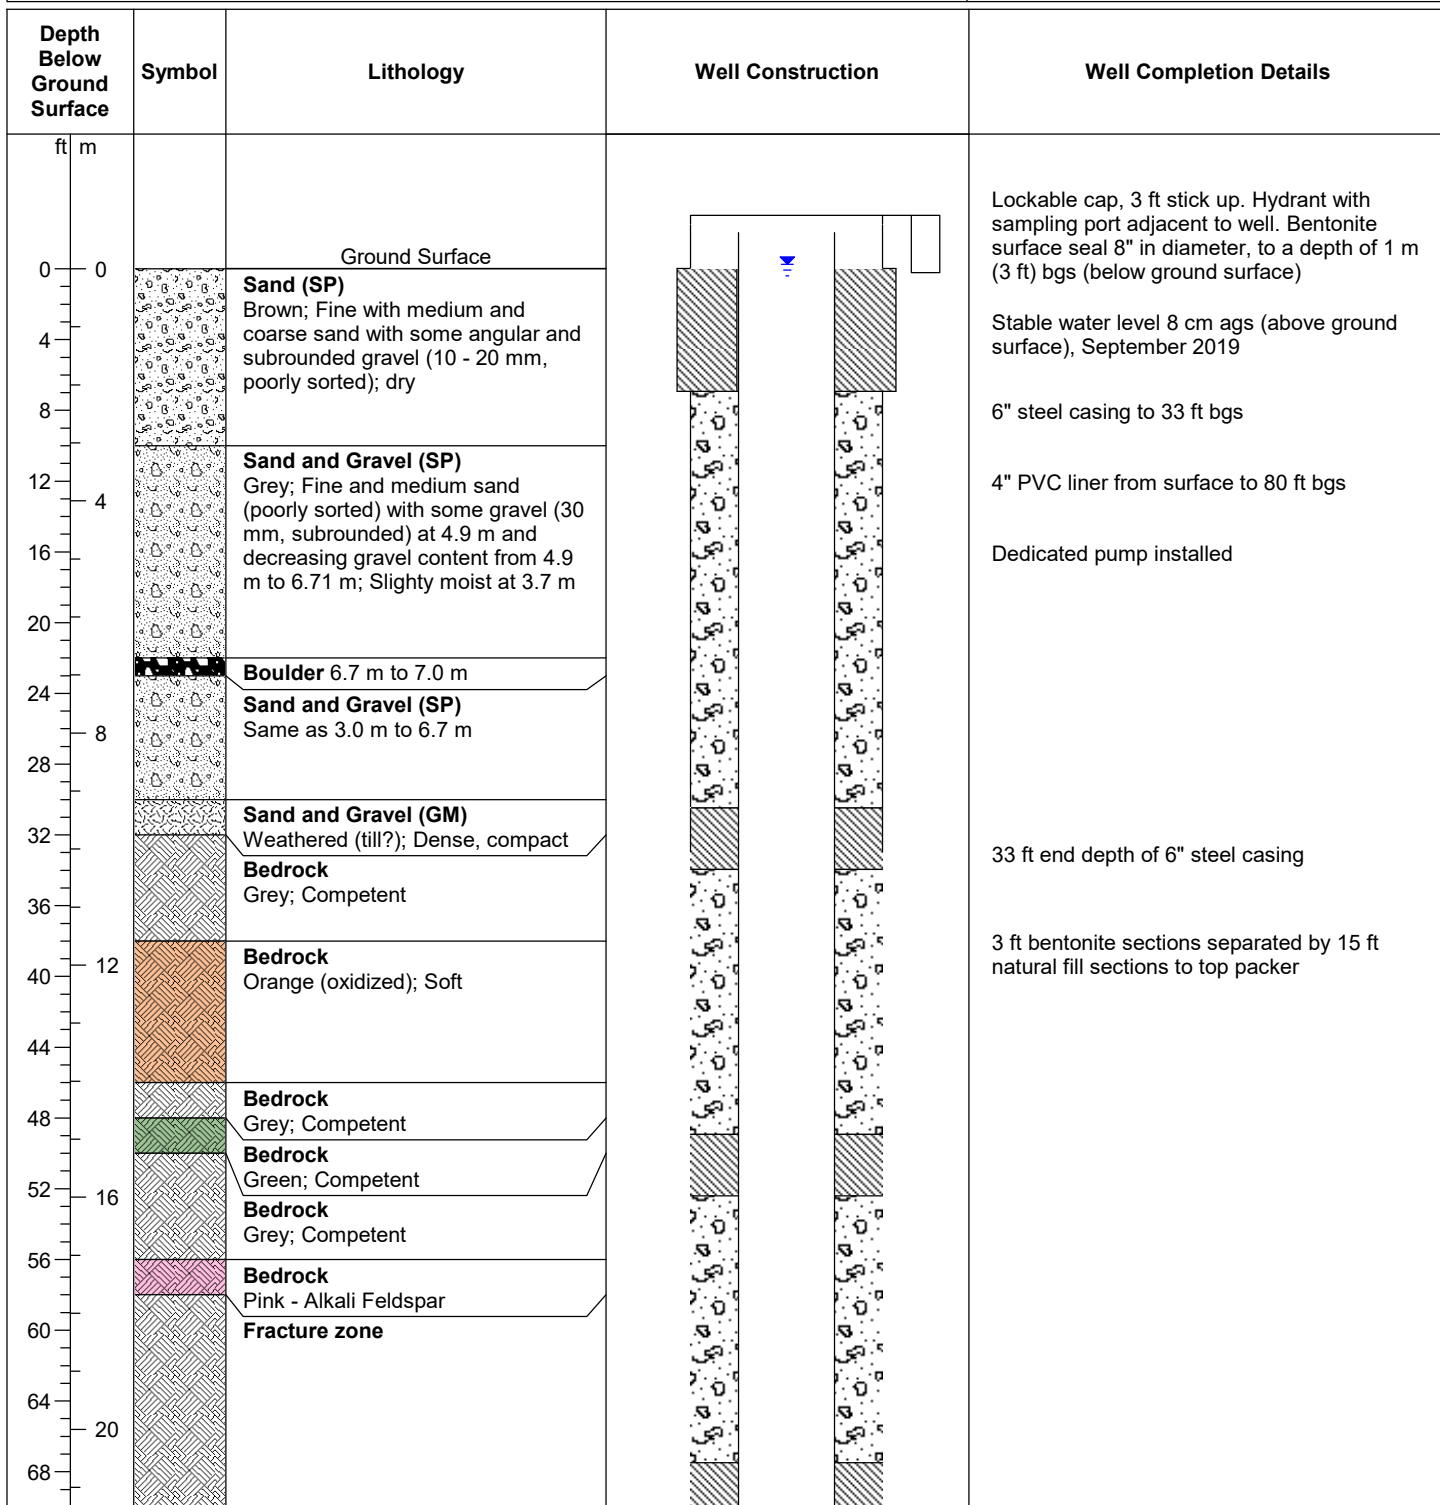 Depth
Below
Ground
Surface
Symbol
Lithology
Well Construction
Well Completion Details
ft m
Ground Surface
0
4
8
12
16
20
24
28
32
36
40
44
48
52
56
60
64
68
0
4
8
12
16
20
Sand (SP)
Brown; Fine with medium and
coarse sand with some angular and
subrounded gravel (10 - 20 mm,
poorly sorted); dry
Sand and Gravel (SP)
Grey; Fine and medium sand
(poorly sorted) with some gravel (30
mm, subrounded) at 4.9 m and
decreasing gravel content from 4.9
m to 6.71 m; Slighty moist at 3.7 m
Boulder 6.7 m to 7.0 m
Sand and Gravel (SP)
Same as 3.0 m to 6.7 m
Sand and Gravel (GM)
Weathered (till?); Dense, compact
Bedrock
Grey; Competent
Bedrock
Orange (oxidized); Soft
Bedrock
Grey; Competent
Bedrock
Green; Competent
Bedrock
Grey; Competent
Bedrock
Pink - Alkali Feldspar
Fracture zone
Lockable cap, 3 ft stick up. Hydrant with
sampling port adjacent to well. Bentonite
surface seal 8" in diameter, to a depth of 1 m
(3 ft) bgs (below ground surface)
Stable water level 8 cm ags (above ground
surface), September 2019
6" steel casing to 33 ft bgs
4" PVC liner from surface to 80 ft bgs
Dedicated pump installed
33 ft end depth of 6" steel casing
3 ft bentonite sections separated by 15 ft
natural fill sections to top packer